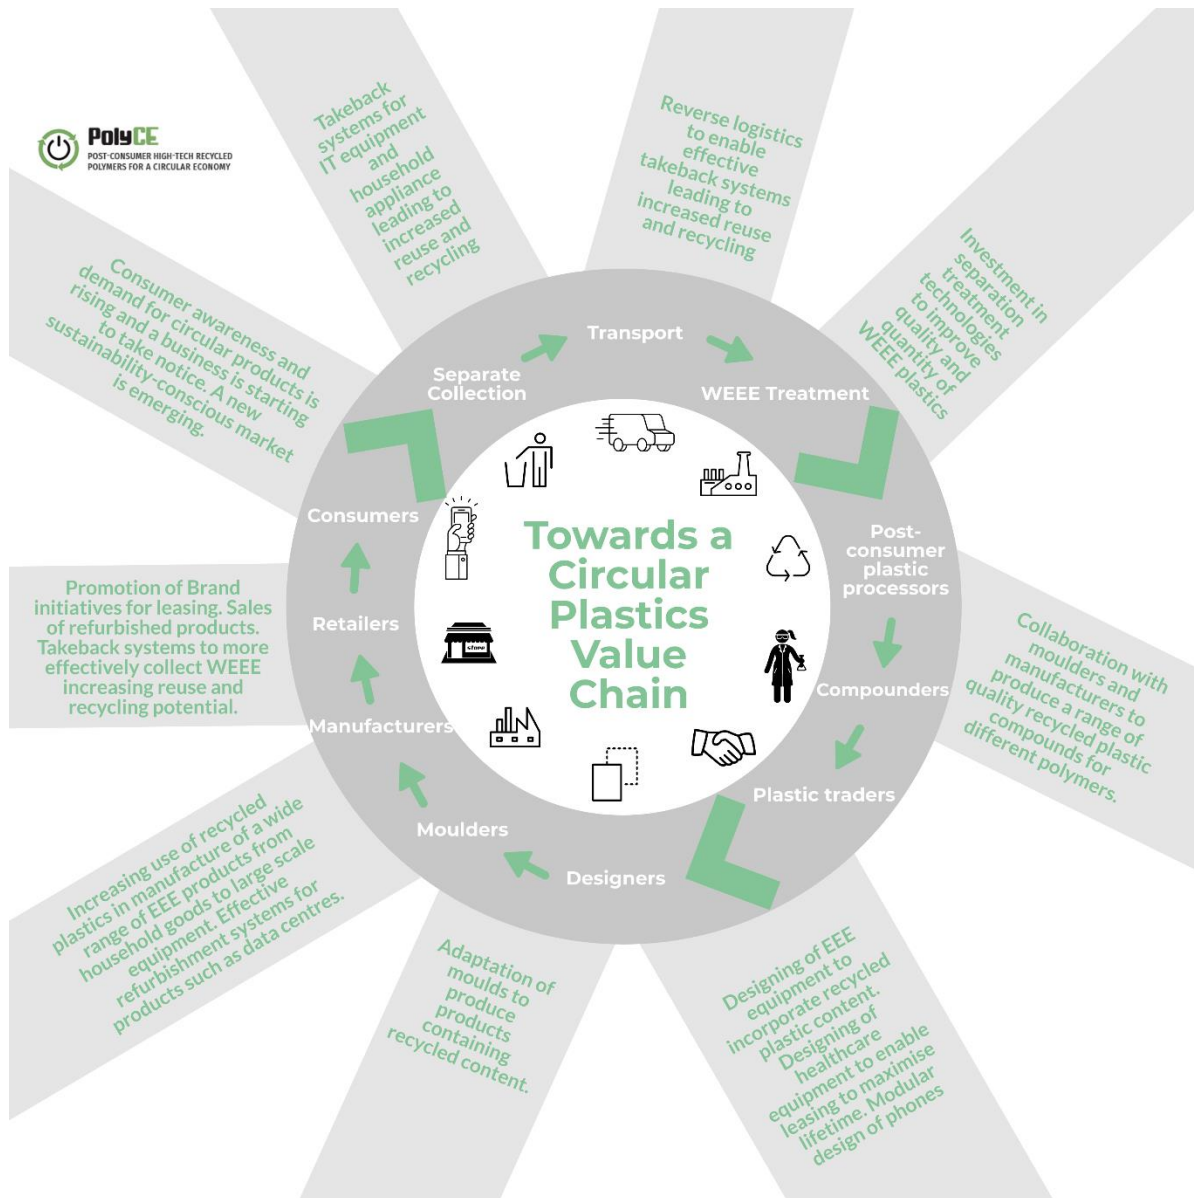 PolyCE
POST-CONSUMER HIGH-TECH RECYCLED
POLYMERS FOR A CIRCULAR ECONOMY
Takeback
systems for
IT equipment
and
household
appliance
leading to
increased
reuse and
recycling
Reverse logistics
to enable
effective
takeback systems
leading to
increased reuse
and recycling
Investment in
separation
treatment
technologies
to improve
quality and
quantity of
WEEE plastics
Consumer awareness and
demand for circular products is
rising and a business is starting
to take notice. A new
sustainability-conscious market
is emerging.
Transport
Separate
Collection
WEEE Treatment
Consumers
Post-
consumer
plastic
processors
Retailers
Compounders
Manufacturers
Plastic traders
Moulders
Designers
store
Towards a
Circular
Plastics
Value
Chain
Promotion of Brand
initiatives for leasing. Sales
of refurbished products.
Takeback systems to more
effectively collect WEEE
increasing reuse and
recycling potential.
Collaboration with
moulders and
manufacturers to
produce a range of
quality recycled plastic
compounds for
different polymers.
Increasing use of recycled
plastics in manufacture of a wide
range of EEE products from
household goods to large scale
equipment. Effective
refurbishment systems for
products such as data centres.
Adaptation of
moulds to
produce
products
containing
recycled content.
Designing of EEE
equipment to
incorporate recycled
plastic content.
Designing of
healthcare
equipment to enable
leasing to maximise
lifetime. Modular
design of phones